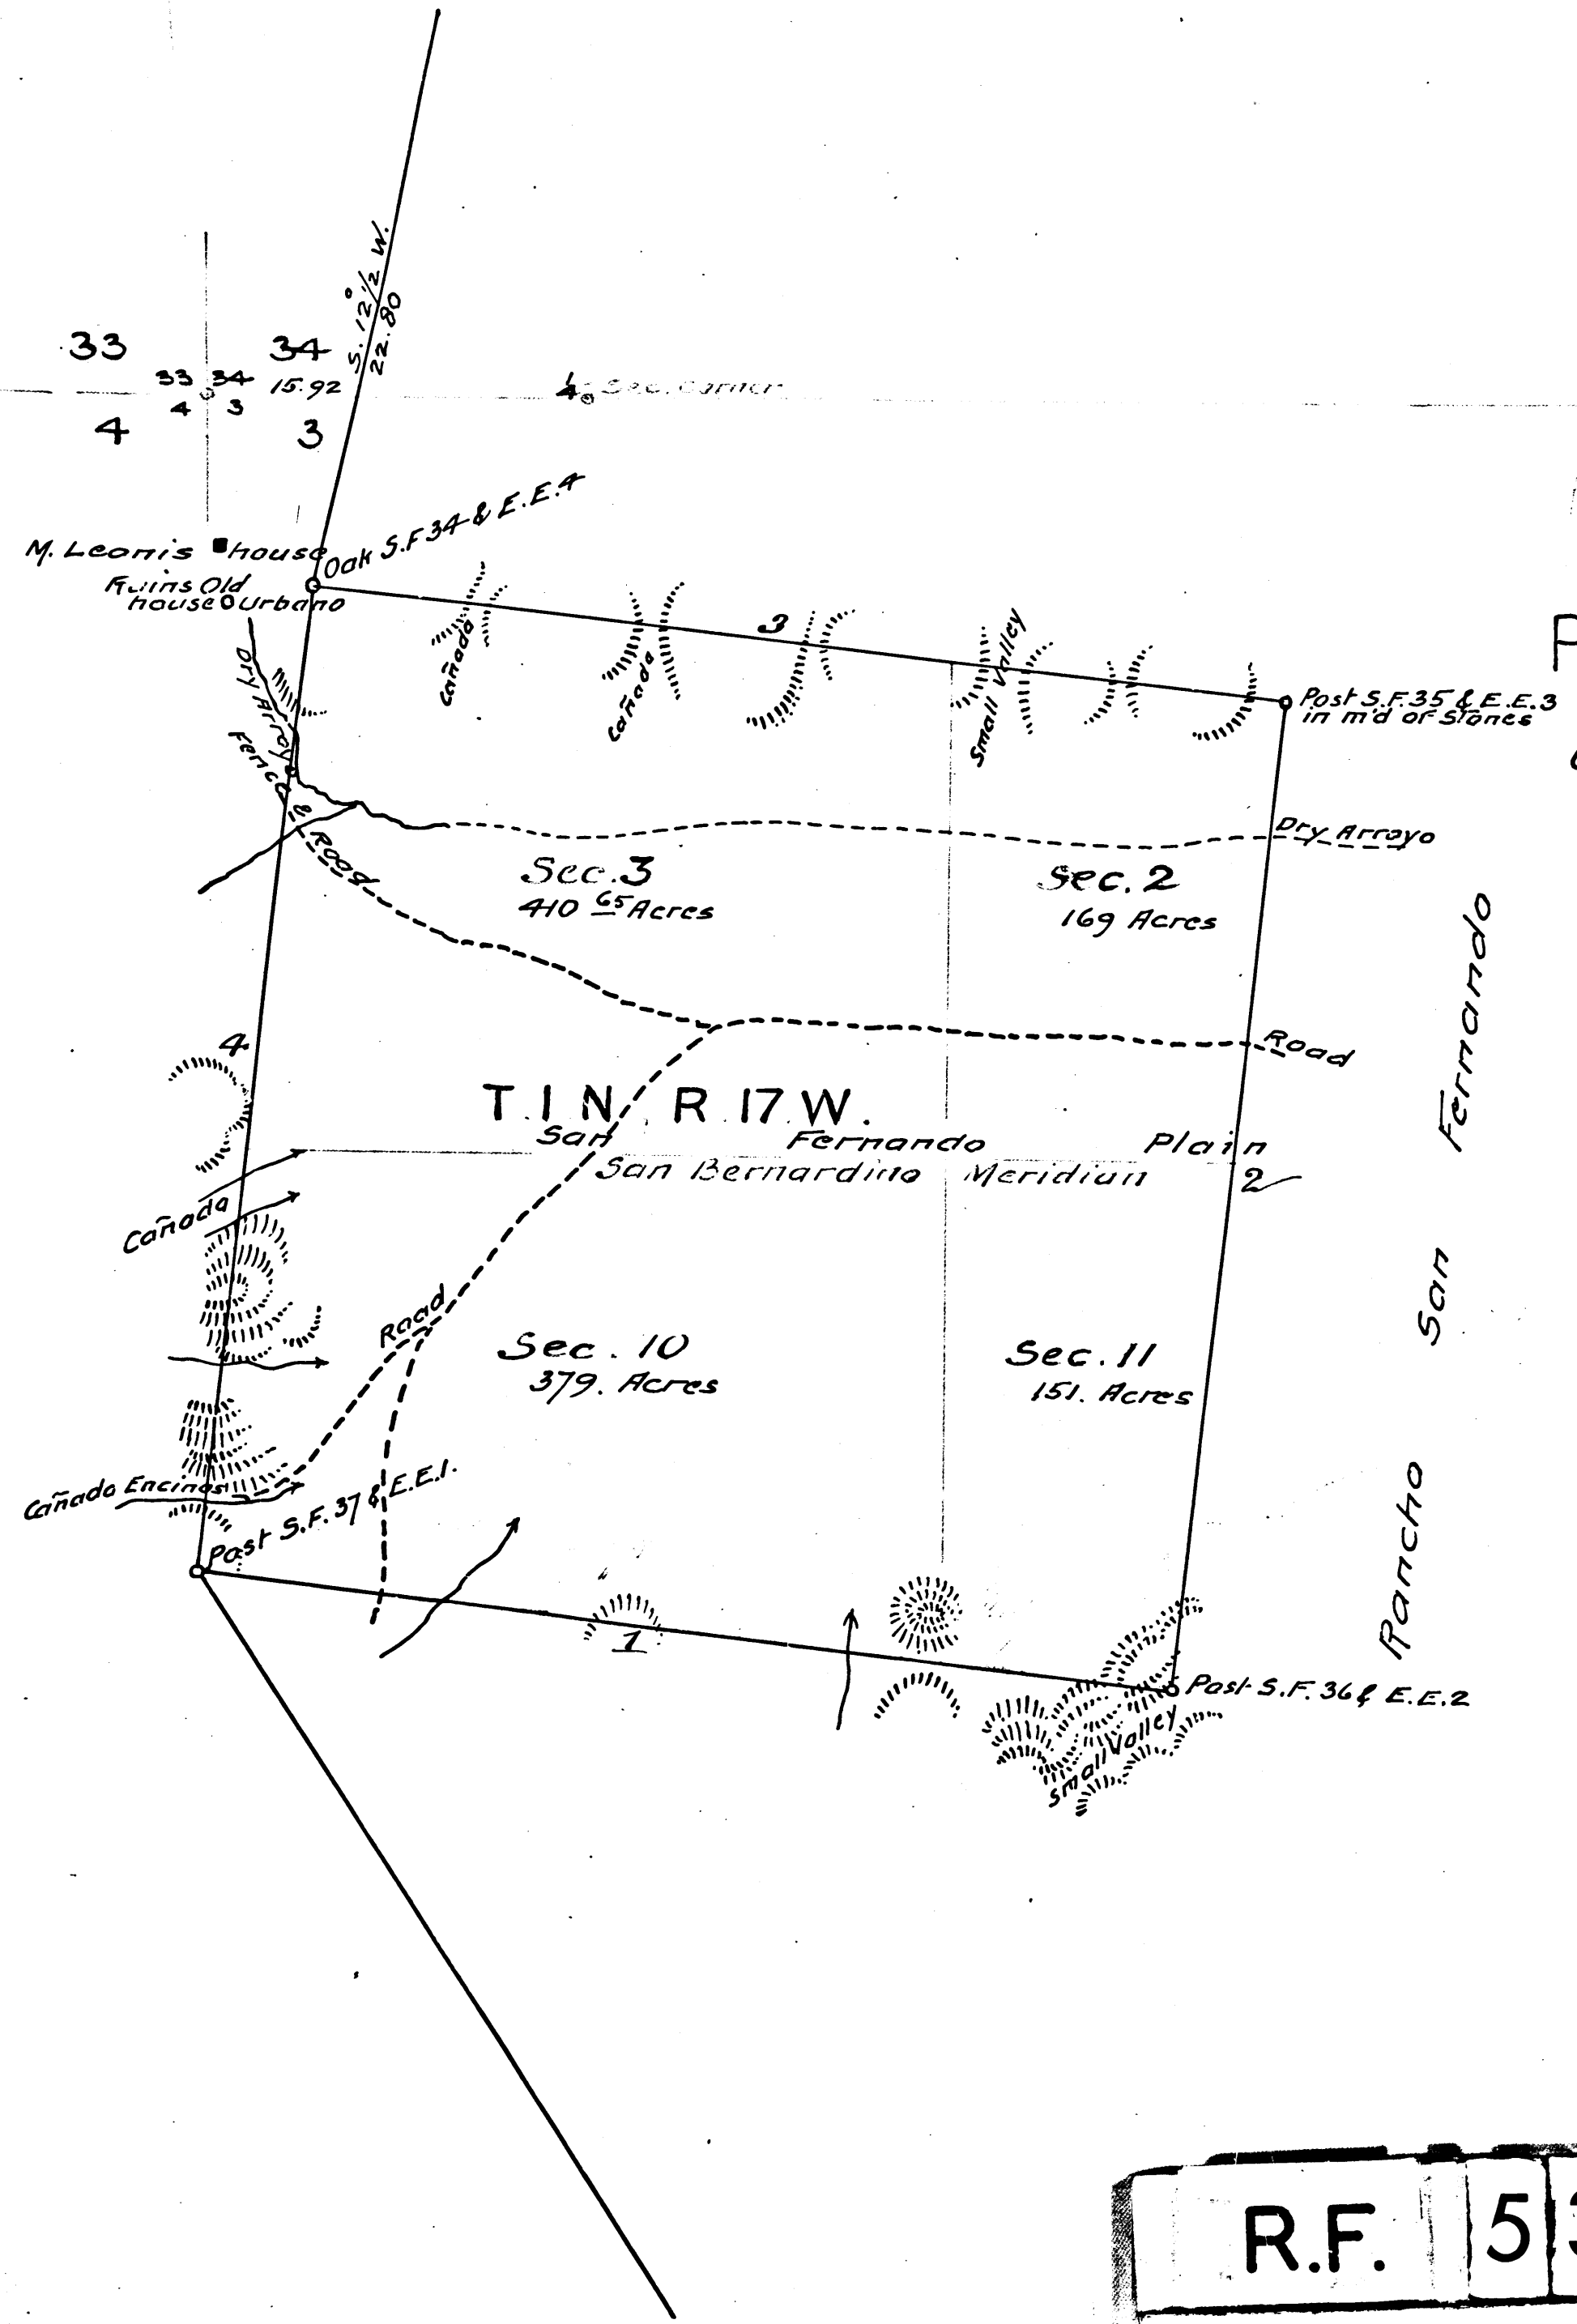 S. 12°½ W.
22.80
33
34
33 34
15.92
4 3
¼ Sec. Corner
4
3
Oak S.F 34 & E.E.4
M. Leonis house
Ruins Old
house Urbano
3
Cañada
Cañada
Small Valley
P
Post S.F. 35 & E.E.3
in m'd of Stones
Dry Arroyo
Fence & Road
Dry Arroyo
Sec. 3
410 65 Acres
Sec. 2
169 Acres
Road
4
T. 1 N. R. 17. W.
San Fernando Plain
San Bernardino Meridian
2
Cañada
Road
Sec. 10
379. Acres
Sec. 11
151. Acres
Rancho San Fernando
Cañada Encinos
Post S.F. 37 & E.E.1.
1
Post S.F. 36 & E.E.2
Small Valley
R.F. 5